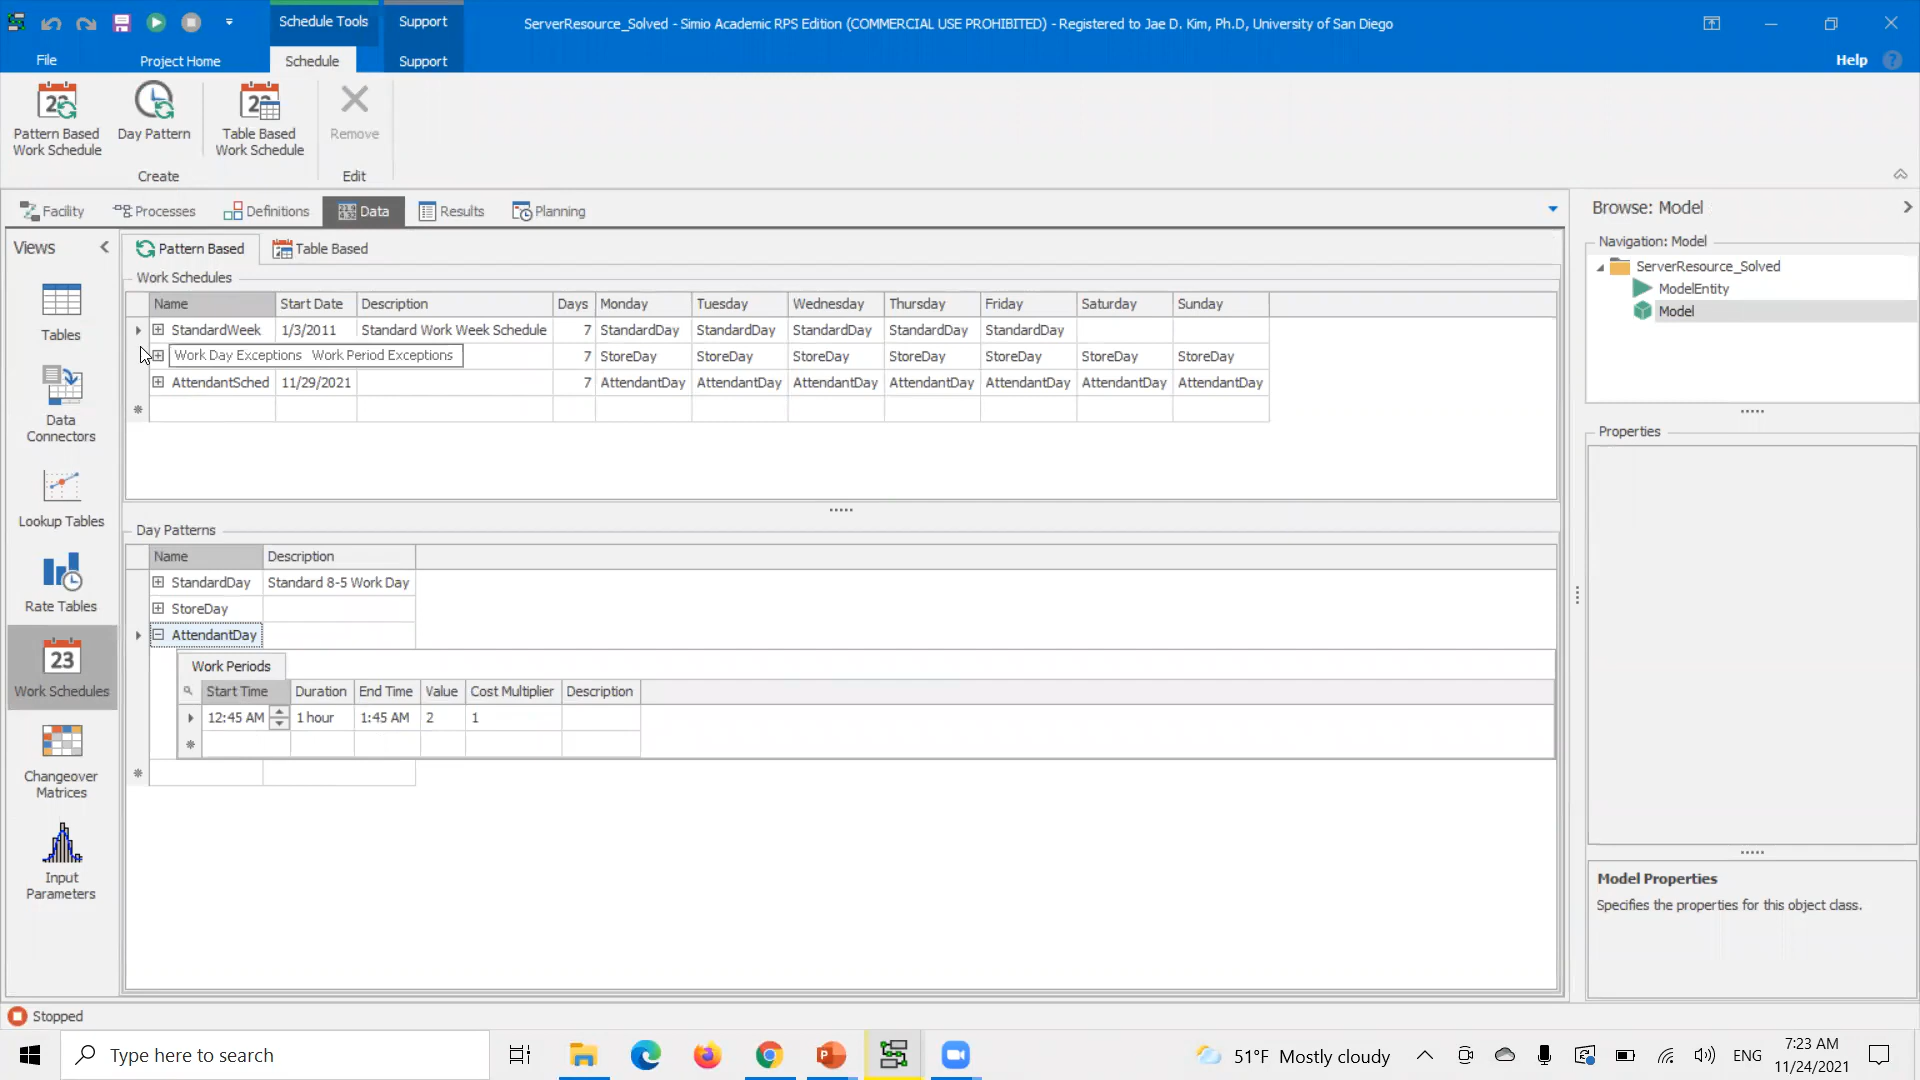 Schedule Tools
Support
ServerResource_Solved - Simio Academic RPS Edition (COMMERCIAL USE PROHIBITED) - Registered to Jae D. Kim, Ph.D, University of San Diego
File
Project Home
Schedule
Support
Help
Pattern Based Work Schedule
Day Pattern
Table Based Work Schedule
Remove
Create
Edit
Facility
Processes
Definitions
Data
Results
Planning
Browse: Model
Views
Pattern Based
Table Based
Navigation: Model
ServerResource_Solved
ModelEntity
Model
Work Schedules
Name Start Date Description Days Monday Tuesday Wednesday Thursday Friday Saturday Sunday
StandardWeek 1/3/2011 Standard Work Week Schedule 7 StandardDay StandardDay StandardDay StandardDay StandardDay
Work Day Exceptions Work Period Exceptions 7 StoreDay StoreDay StoreDay StoreDay StoreDay StoreDay StoreDay
AttendantSched 11/29/2021 7 AttendantDay AttendantDay AttendantDay AttendantDay AttendantDay AttendantDay AttendantDay
Tables
Data Connectors
Lookup Tables
Rate Tables
23
Work Schedules
Changeover Matrices
Input Parameters
Day Patterns
Name Description
StandardDay Standard 8-5 Work Day
StoreDay
AttendantDay
Work Periods
Start Time Duration End Time Value Cost Multiplier Description
12:45 AM 1 hour 1:45 AM 2 1
Properties
Model Properties
Specifies the properties for this object class.
Stopped
Type here to search
51°F Mostly cloudy
ENG
7:23 AM
11/24/2021